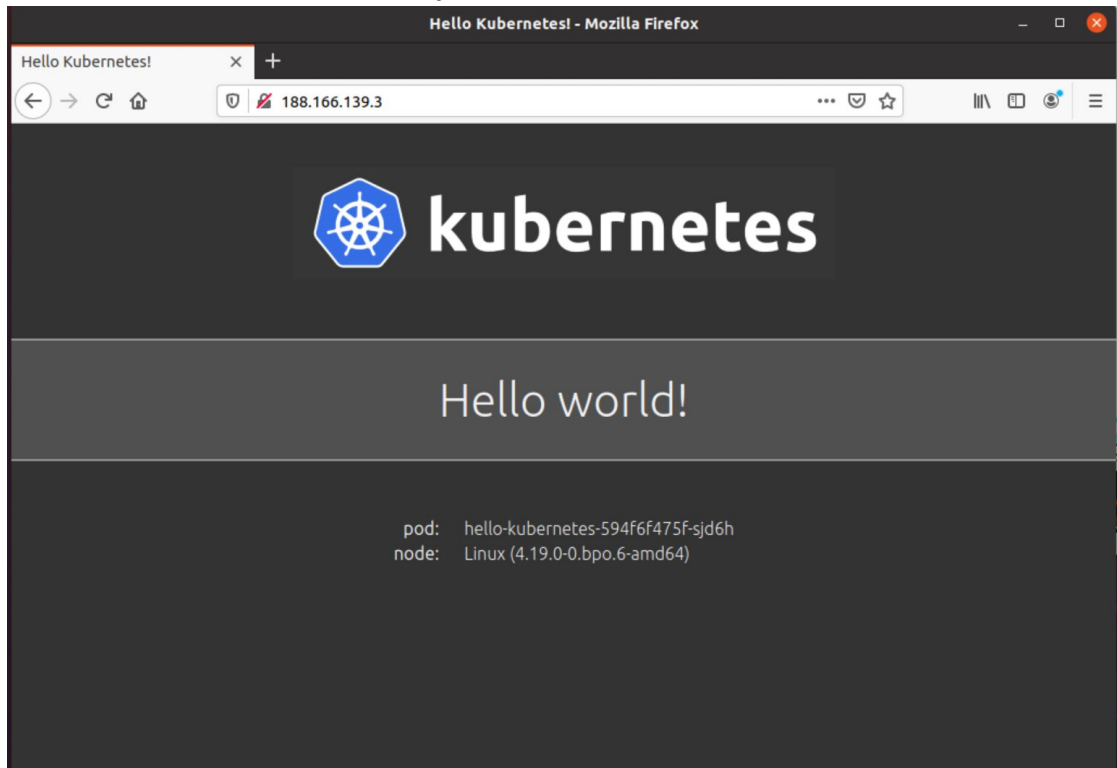 Hello Kubernetes! - Mozilla Firefox
Hello Kubernetes!
188.166.139.3
kubernetes
Hello world!
pod: hello-kubernetes-594f6f475f-sjd6h
node: Linux (4.19.0-0.bpo.6-amd64)